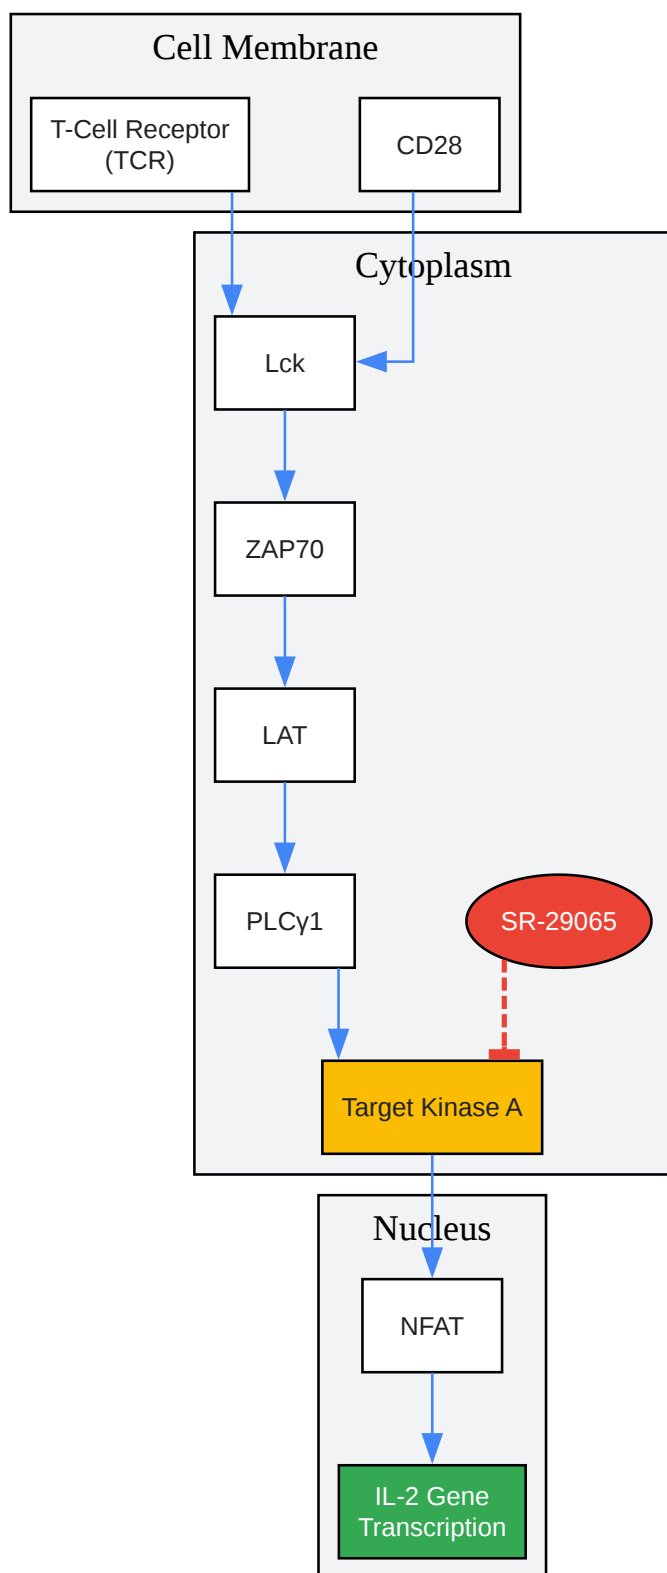 Cell Membrane
T-Cell Receptor
(TCR)
CD28
Cytoplasm
Lck
ZAP70
LAT
PLCγ1
SR-29065
Target Kinase A
Nucleus
NFAT
IL-2 Gene
Transcription